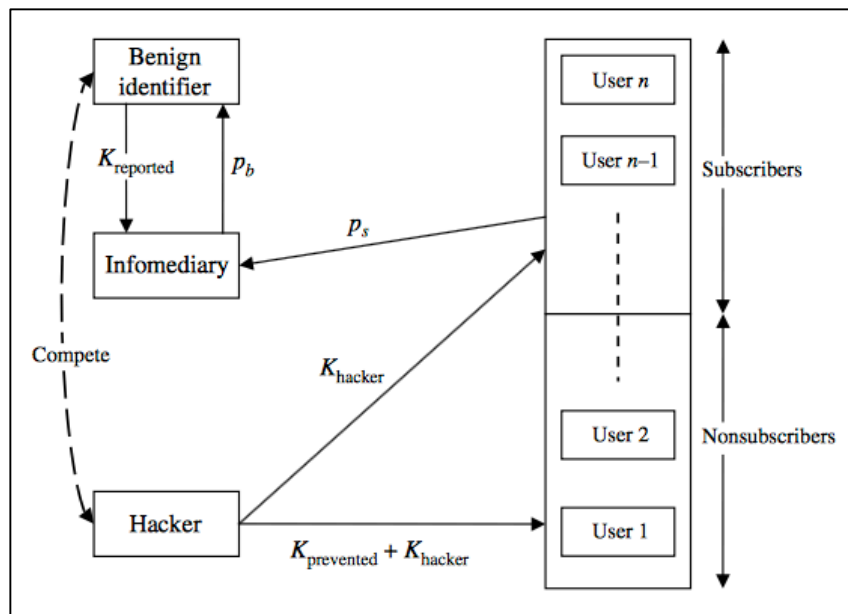 Benign
identifier
K_reported
p_b
Infomediary
Compete
Hacker
p_s
K_hacker
K_prevented + K_hacker
User n
User n–1
User 2
User 1
Subscribers
Nonsubscribers